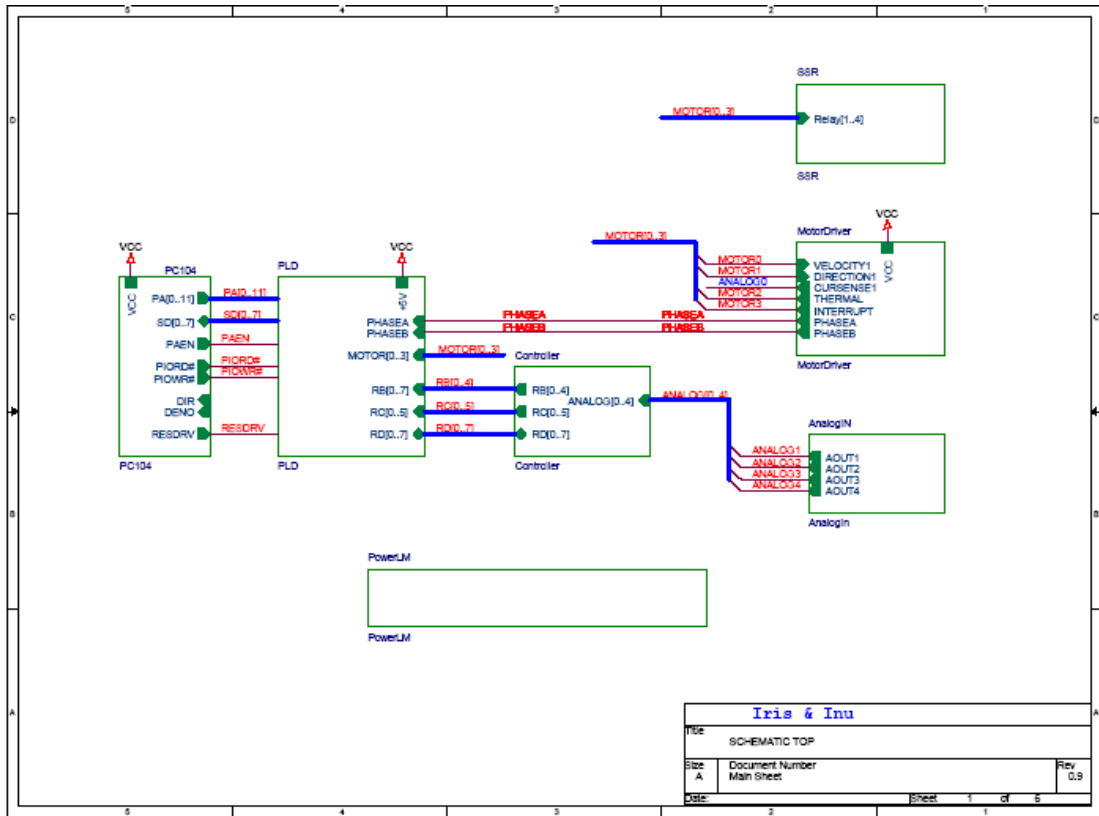 5
4
3
2
1
D
D
SSR
MOTOR[0..3]
Relay[1..4]
SSR
VCC
MOTOR[0..3]
MotorDriver
VCC
MOTOR0
VELOCITY1
MOTOR1
DIRECTION1
ANALOG0
CURSENSE1
MOTOR2
THERMAL
MOTOR3
INTERRUPT
PHASEA
PHASEB
MotorDriver
VCC
VCC
PC104
PLD
VCC
+5V
PA[0..11]
PA[0..11]
SD[0..7]
SD[0..7]
PAEN
PAEN
PIORD#
PIORD#
PIOWR#
PIOWR#
DIR
DENO
RESDRV
RESDRV
PC104
PHASEA
PHASEA
PHASEA
PHASEB
PHASEB
PHASEB
MOTOR[0..3]
MOTOR[0..3]
RB[0..7]
RB[0..4]
RC[0..5]
RC[0..5]
RD[0..7]
RD[0..7]
PLD
C
C
Controller
RB[0..4]
ANALOG[0..4]
ANALOG[0..4]
RC[0..5]
RD[0..7]
Controller
AnalogIN
ANALOG1
AOUT1
ANALOG2
AOUT2
ANALOG3
AOUT3
ANALOG4
AOUT4
AnalogIn
B
B
PowerLM
PowerLM
A
A
Iris & Inu
Title
SCHEMATIC TOP
Size
Document Number
Rev
A
Main Sheet
0.9
Date:
Sheet 1 of 6
5
4
3
2
1